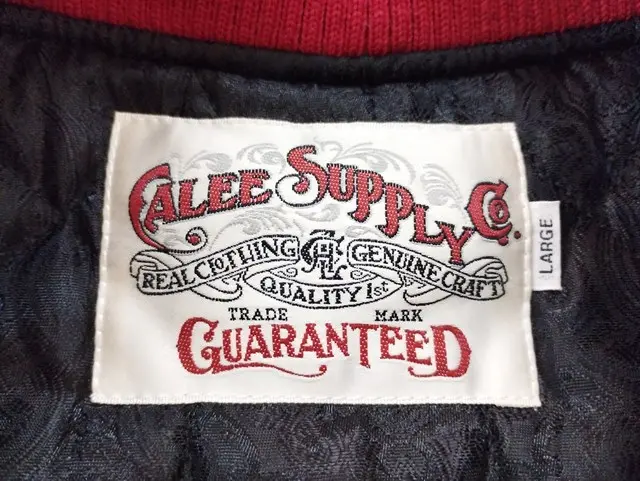 CALEE SUPPLY Co.
REAL CLOTHING GENUINE CRAFT
QUALITY 1st
TRADE MARK
GUARANTEED
LARGE